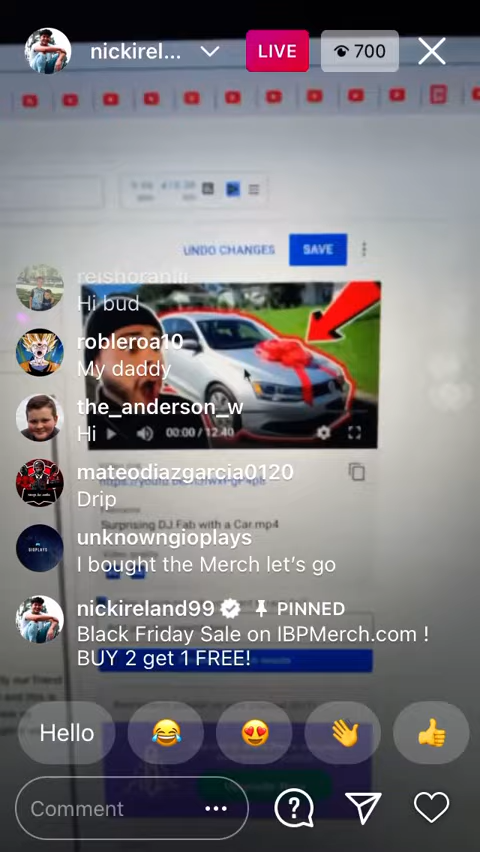 nickirel...
LIVE
700
UNDO CHANGES
SAVE
reishoranjili
Hi bud
robleroa10
My daddy
the_anderson_w
Hi
00:00 / 12:40
mateodiazgarcia0120
Drip
Surprising DJ Fab with a Car.mp4
unknowngioplays
I bought the Merch let's go
nickireland99 PINNED
Black Friday Sale on IBPMerch.com !
BUY 2 get 1 FREE!
Hello
Comment